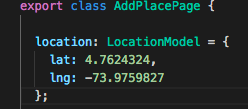 export class AddPlacePage {
location: LocationModel = {
lat: 4.7624324,
lng: -73.9759827
};